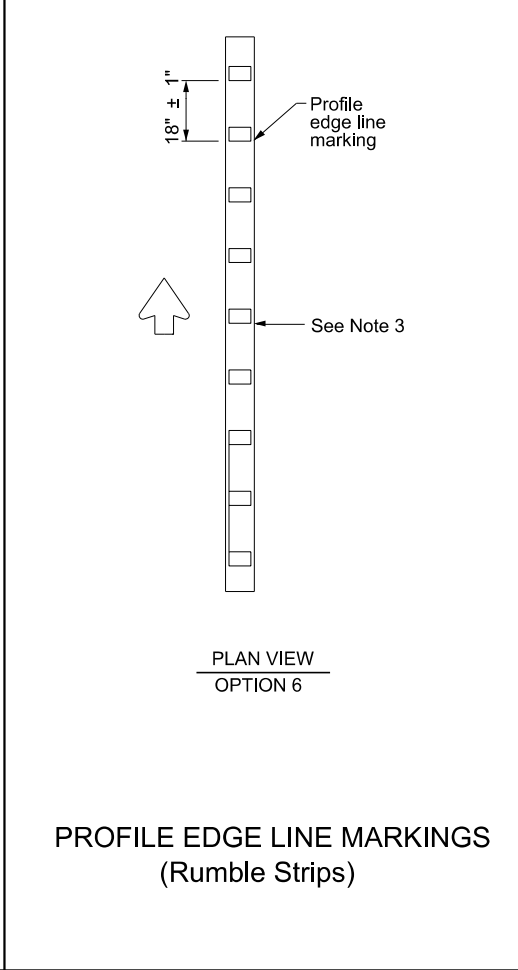 18" ± 1"
Profile
edge line
marking
See Note 3
PLAN VIEW
OPTION 6
PROFILE EDGE LINE MARKINGS
(Rumble Strips)